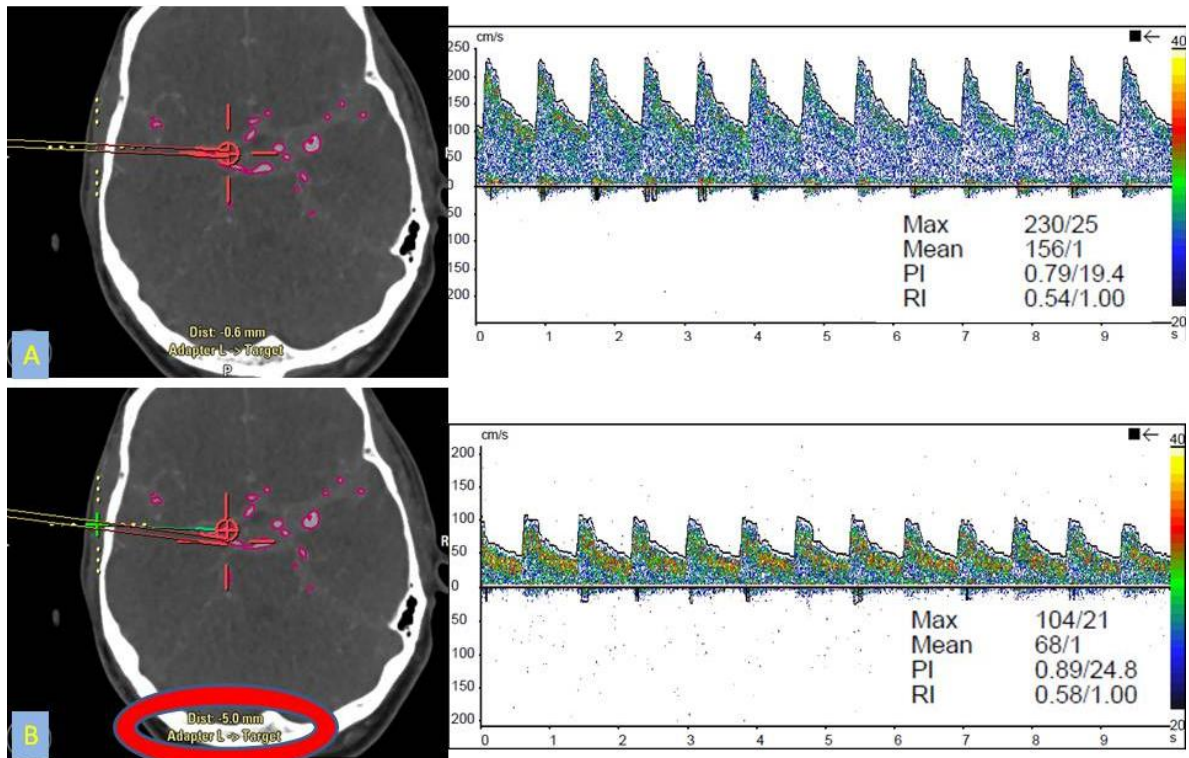 A
Dist: -0.6 mm
Adapter L -> Target
P
cm/s
←
40
250
200
150
100
50
0
50
100
150
200
Max 230/25
Mean 156/1
PI 0.79/19.4
RI 0.54/1.00
20
0 1 2 3 4 5 6 7 8 9 s
B
R
Dist: -5.0 mm
Adapter L -> Target
cm/s
←
40
200
150
100
50
0
50
100
150
200
Max 104/21
Mean 68/1
PI 0.89/24.8
RI 0.58/1.00
20
0 1 2 3 4 5 6 7 8 9 s